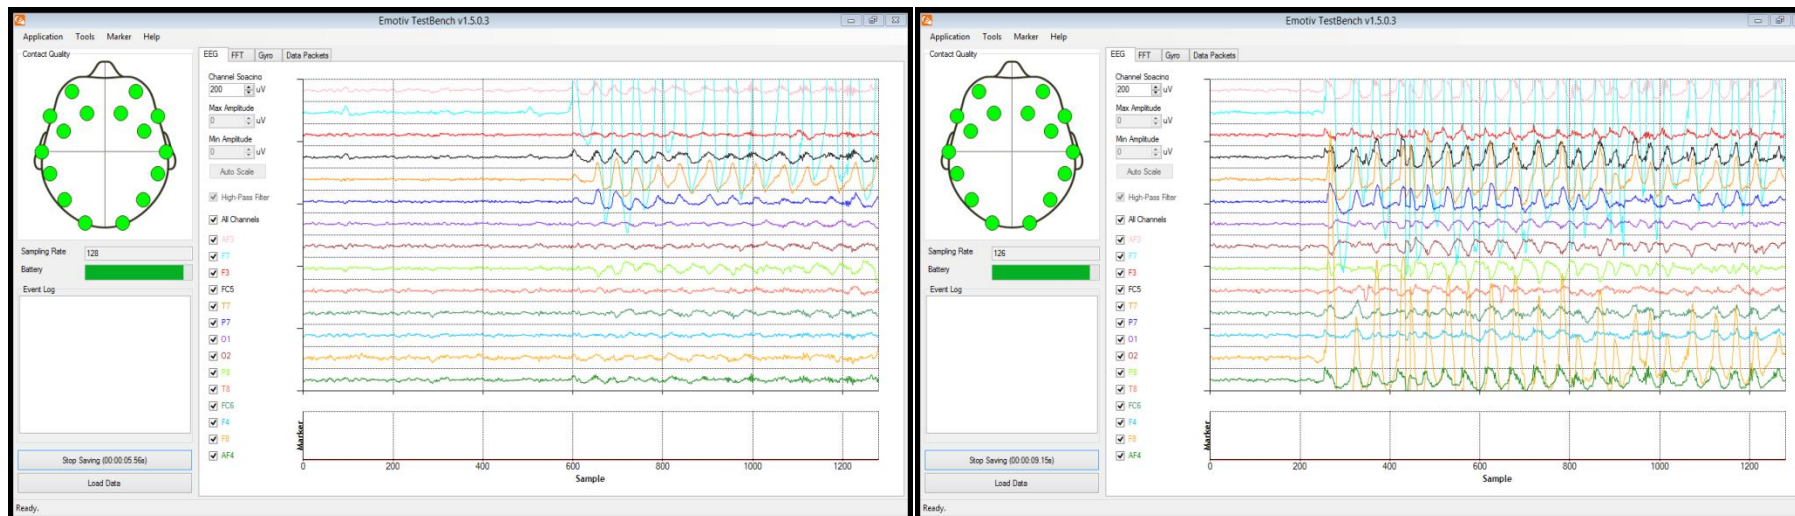 Emotiv TestBench v1.5.0.3
Application Tools Marker Help
Contact Quality
EEG FFT Gyro Data Packets
Channel Spacing
200 uV
Max Amplitude
0 uV
Min Amplitude
0 uV
Auto Scale
High-Pass Filter
All Channels
AF3
F7
F3
FC5
T7
P7
O1
O2
P8
T8
FC6
F4
F8
AF4
Sampling Rate 128
Battery
Event Log
Stop Saving (00:00:05.56s)
Load Data
Ready.
Marker
0 200 400 600 800 1000 1200
Sample
Emotiv TestBench v1.5.0.3
Application Tools Marker Help
Contact Quality
EEG FFT Gyro Data Packets
Channel Spacing
200 uV
Max Amplitude
0 uV
Min Amplitude
0 uV
Auto Scale
High-Pass Filter
All Channels
AF3
F7
F3
FC5
T7
P7
O1
O2
P8
T8
FC6
F4
F8
AF4
Sampling Rate 126
Battery
Event Log
Stop Saving (00:00:09.15s)
Load Data
Ready.
Marker
0 200 400 600 800 1000 1200
Sample